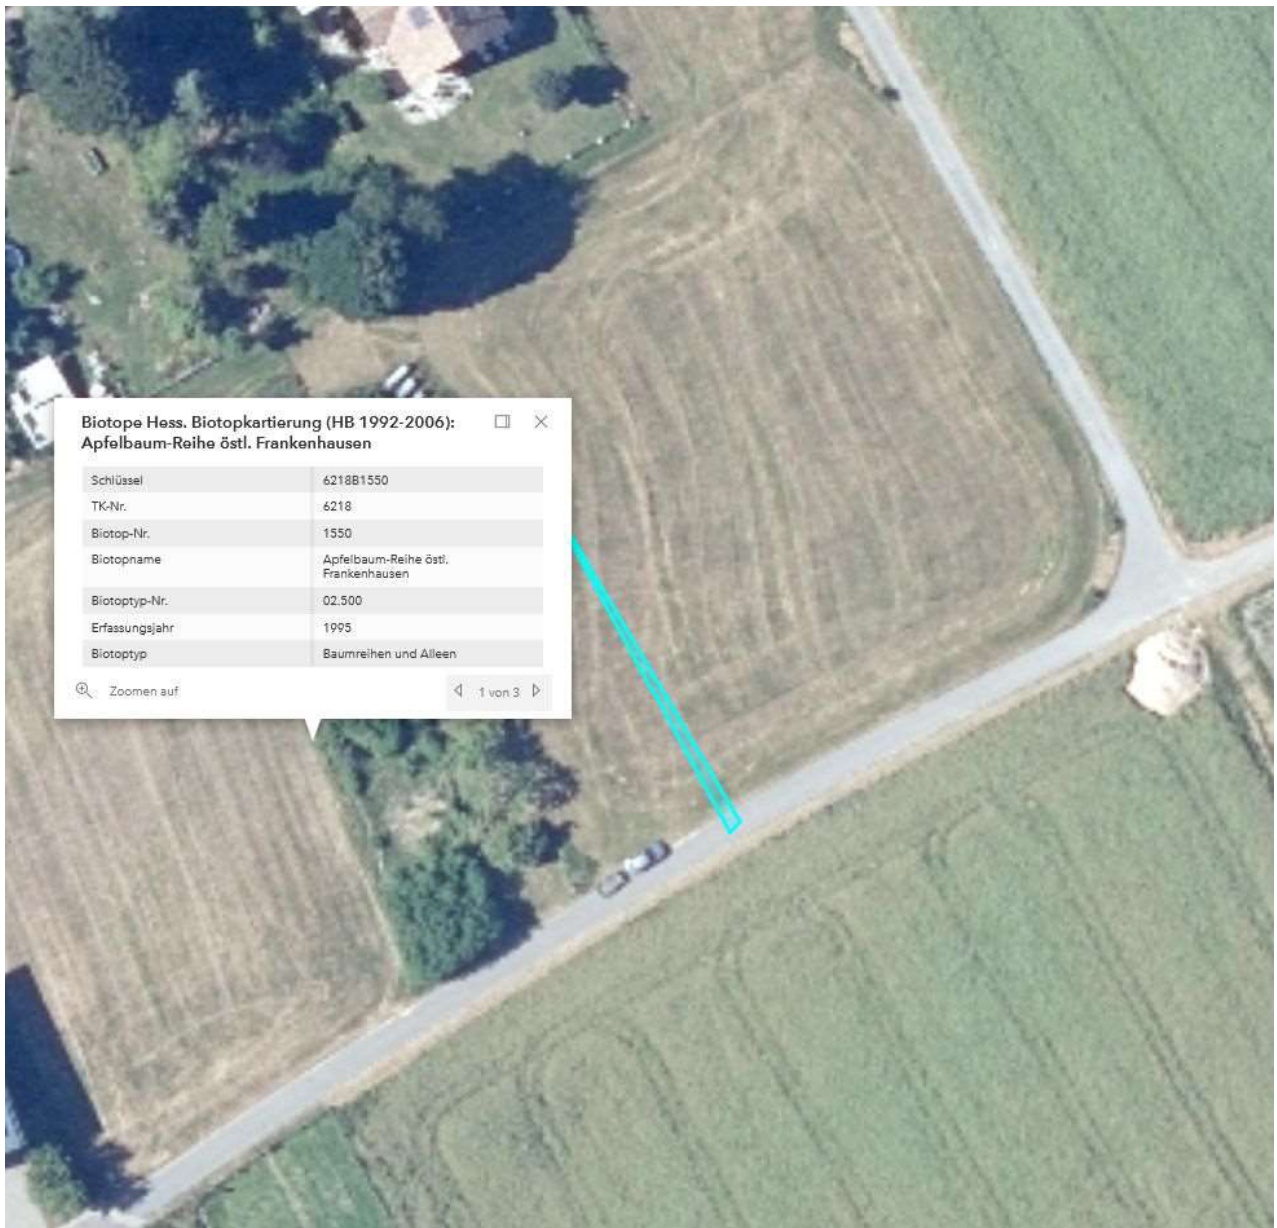 Biotope Hess. Biotopkartierung (HB 1992-2006):
Apfelbaum-Reihe östl. Frankenhausen
Schlüssel 6218B1550
TK-Nr. 6218
Biotop-Nr. 1550
Biotopname Apfelbaum-Reihe östl.
Frankenhausen
Biotoptyp-Nr. 02.500
Erfassungsjahr 1995
Biotoptyp Baumreihen und Alleen
Zoomen auf 1 von 3